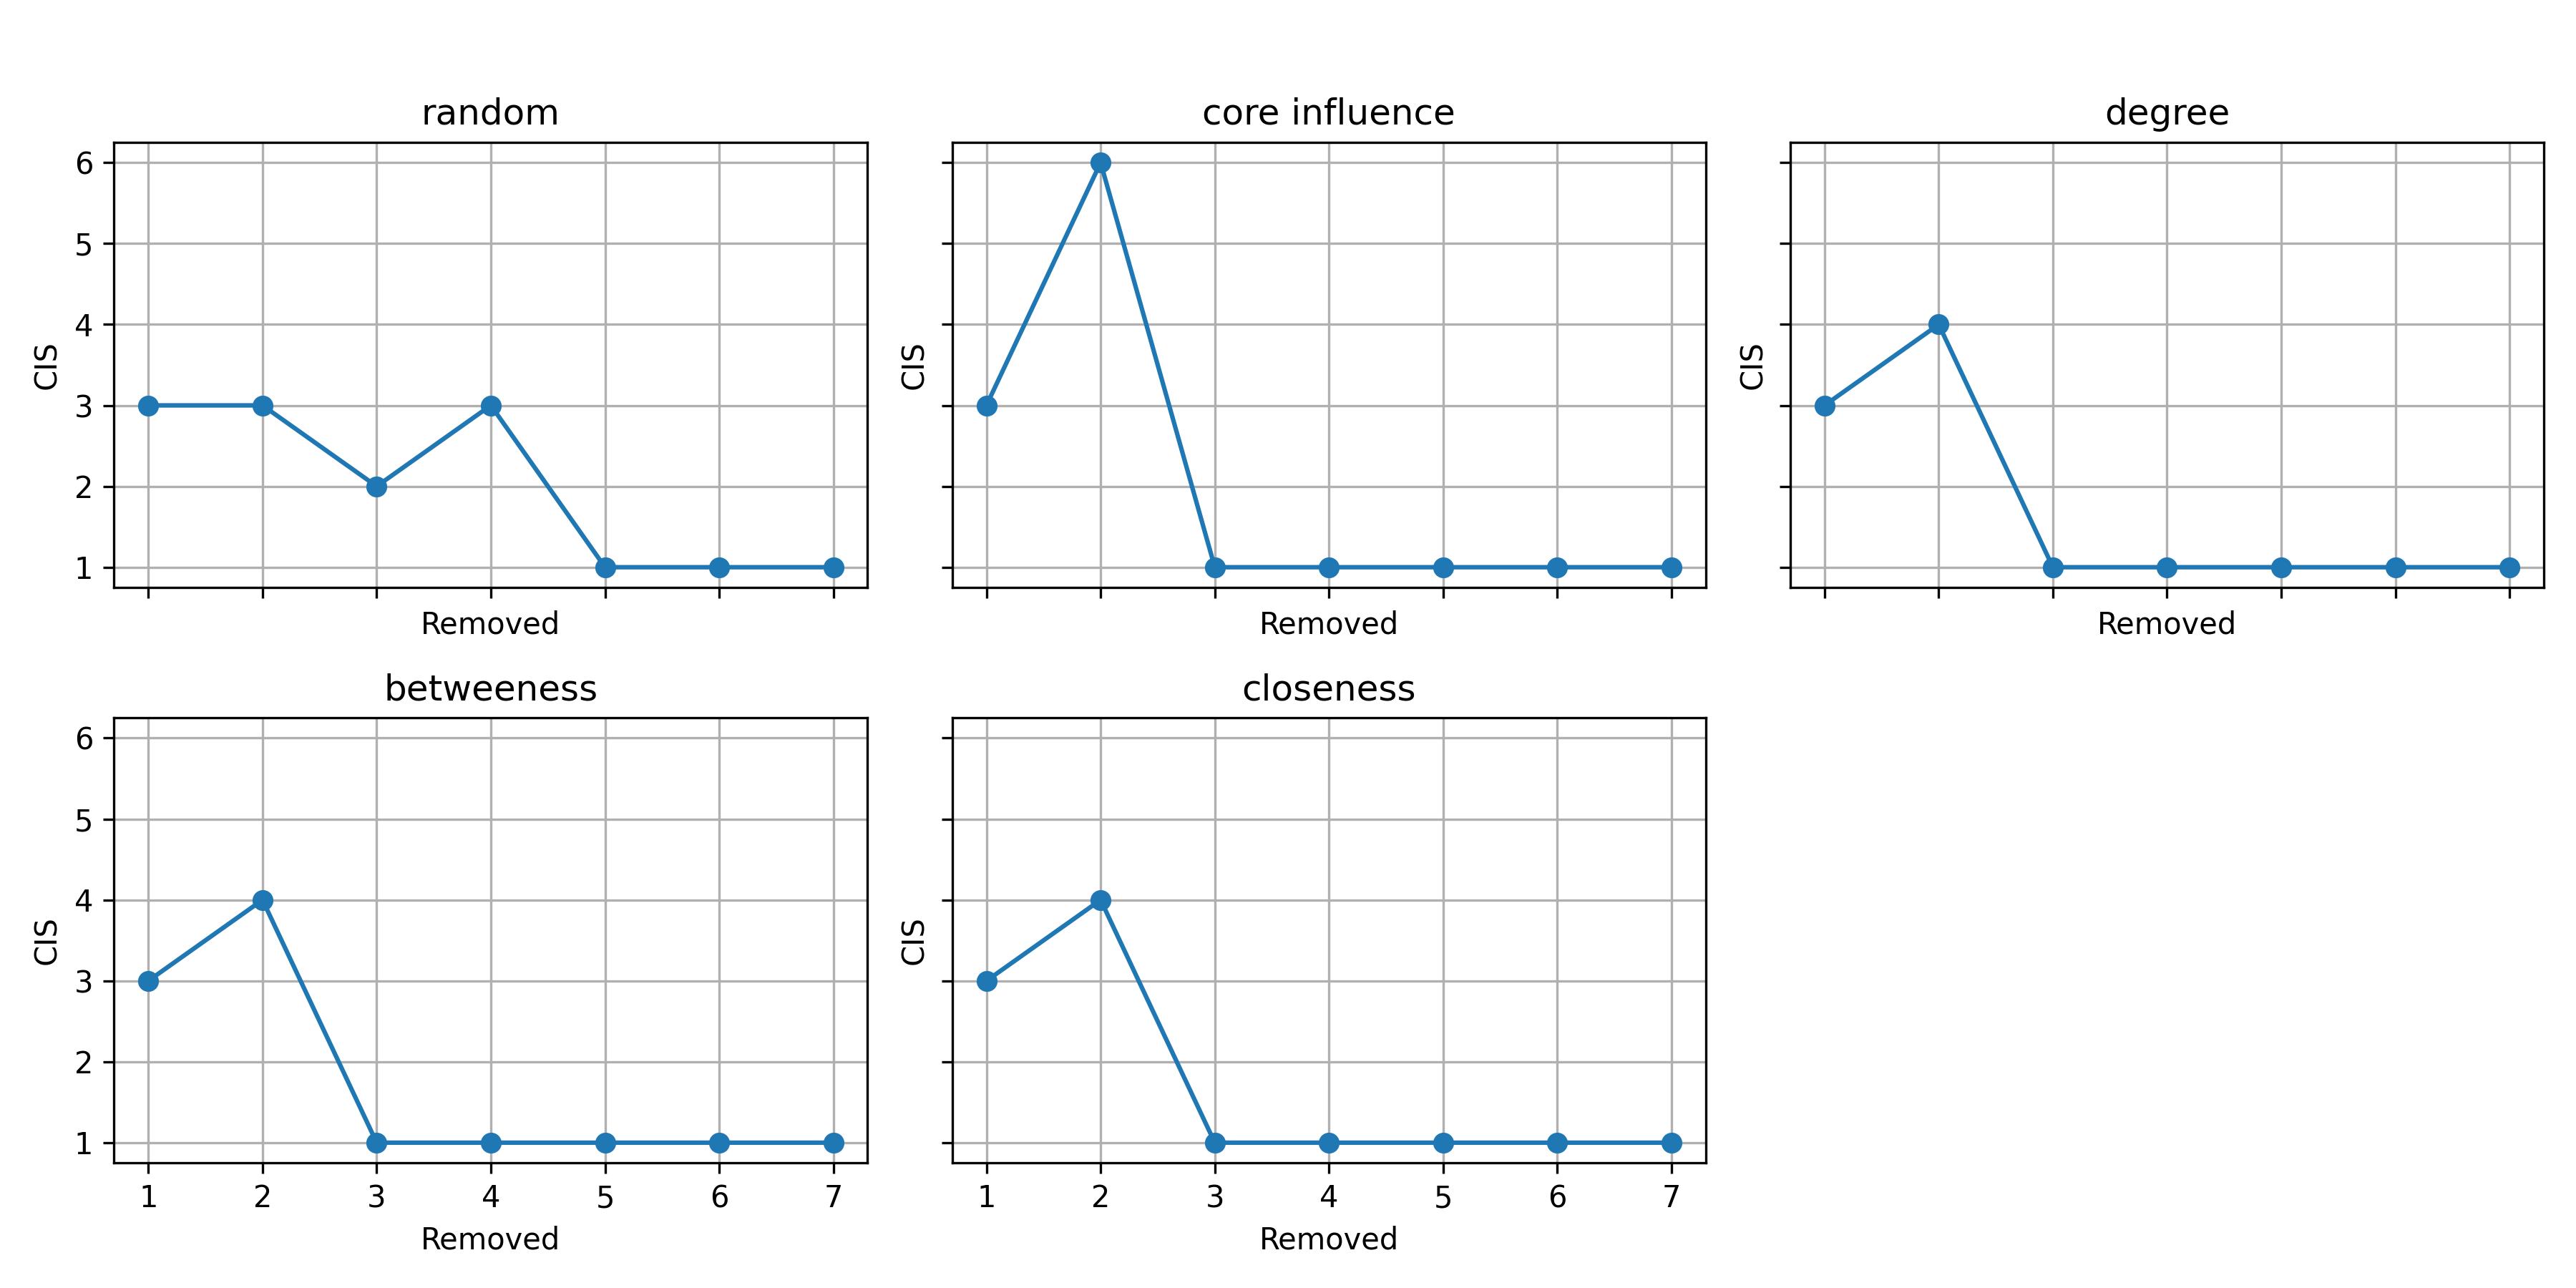 random
6
5
4
3
2
1
CIS
Removed
core influence
CIS
Removed
degree
CIS
Removed
betweeness
6
5
4
3
2
1
CIS
1 2 3 4 5 6 7
Removed
closeness
CIS
1 2 3 4 5 6 7
Removed